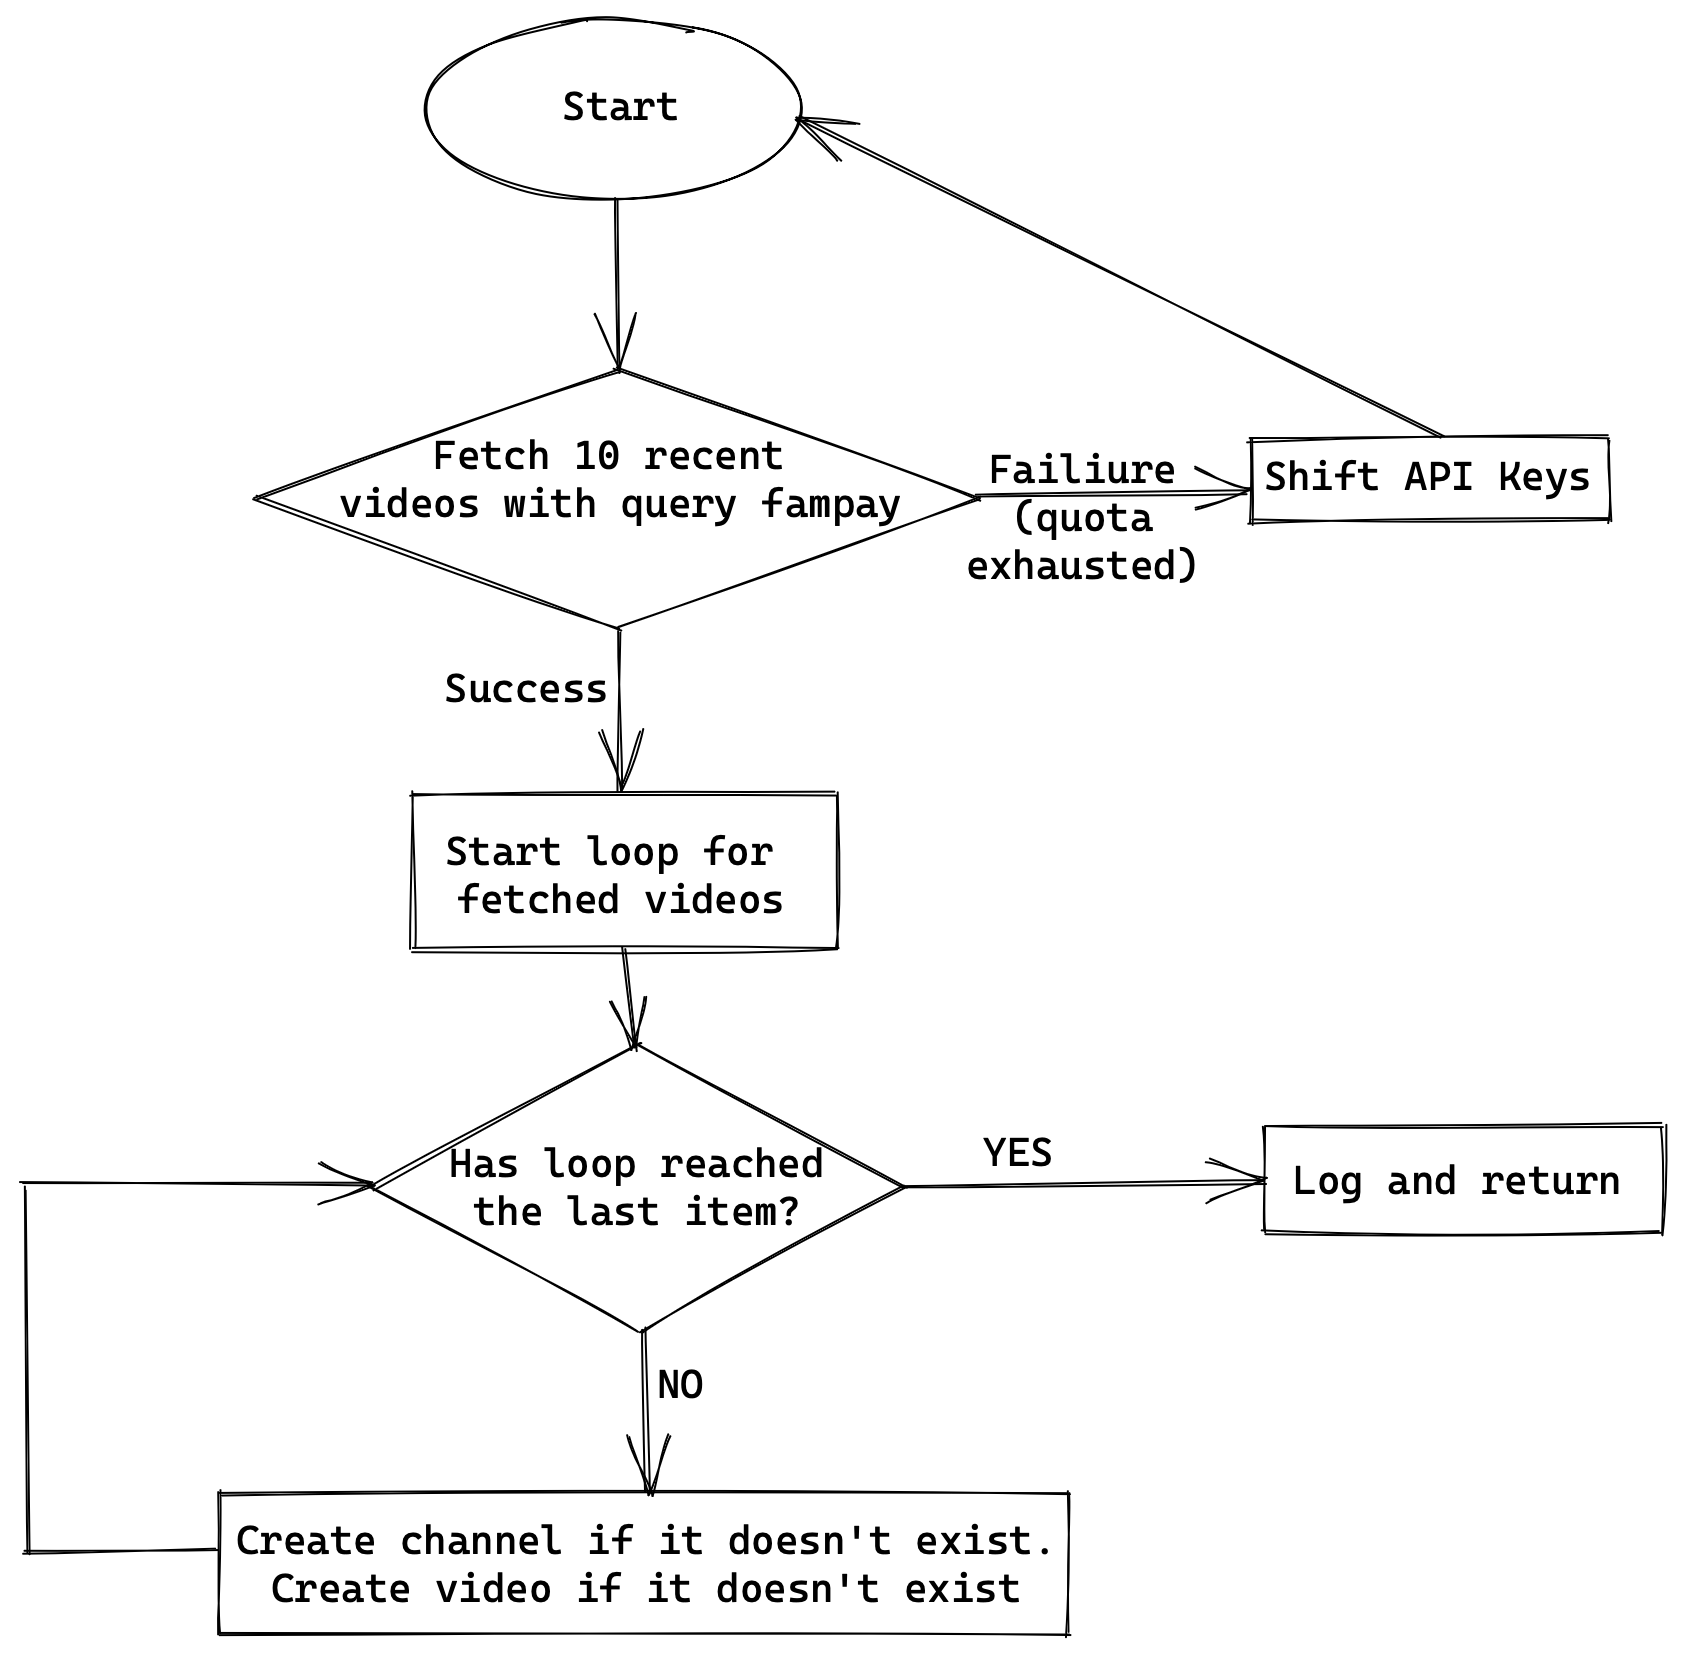 Start
Fetch 10 recent
videos with query fampay
Failiure
(quota
exhausted)
Shift API Keys
Success
Start loop for
fetched videos
Has loop reached
the last item?
YES
Log and return
NO
Create channel if it doesn't exist.
Create video if it doesn't exist